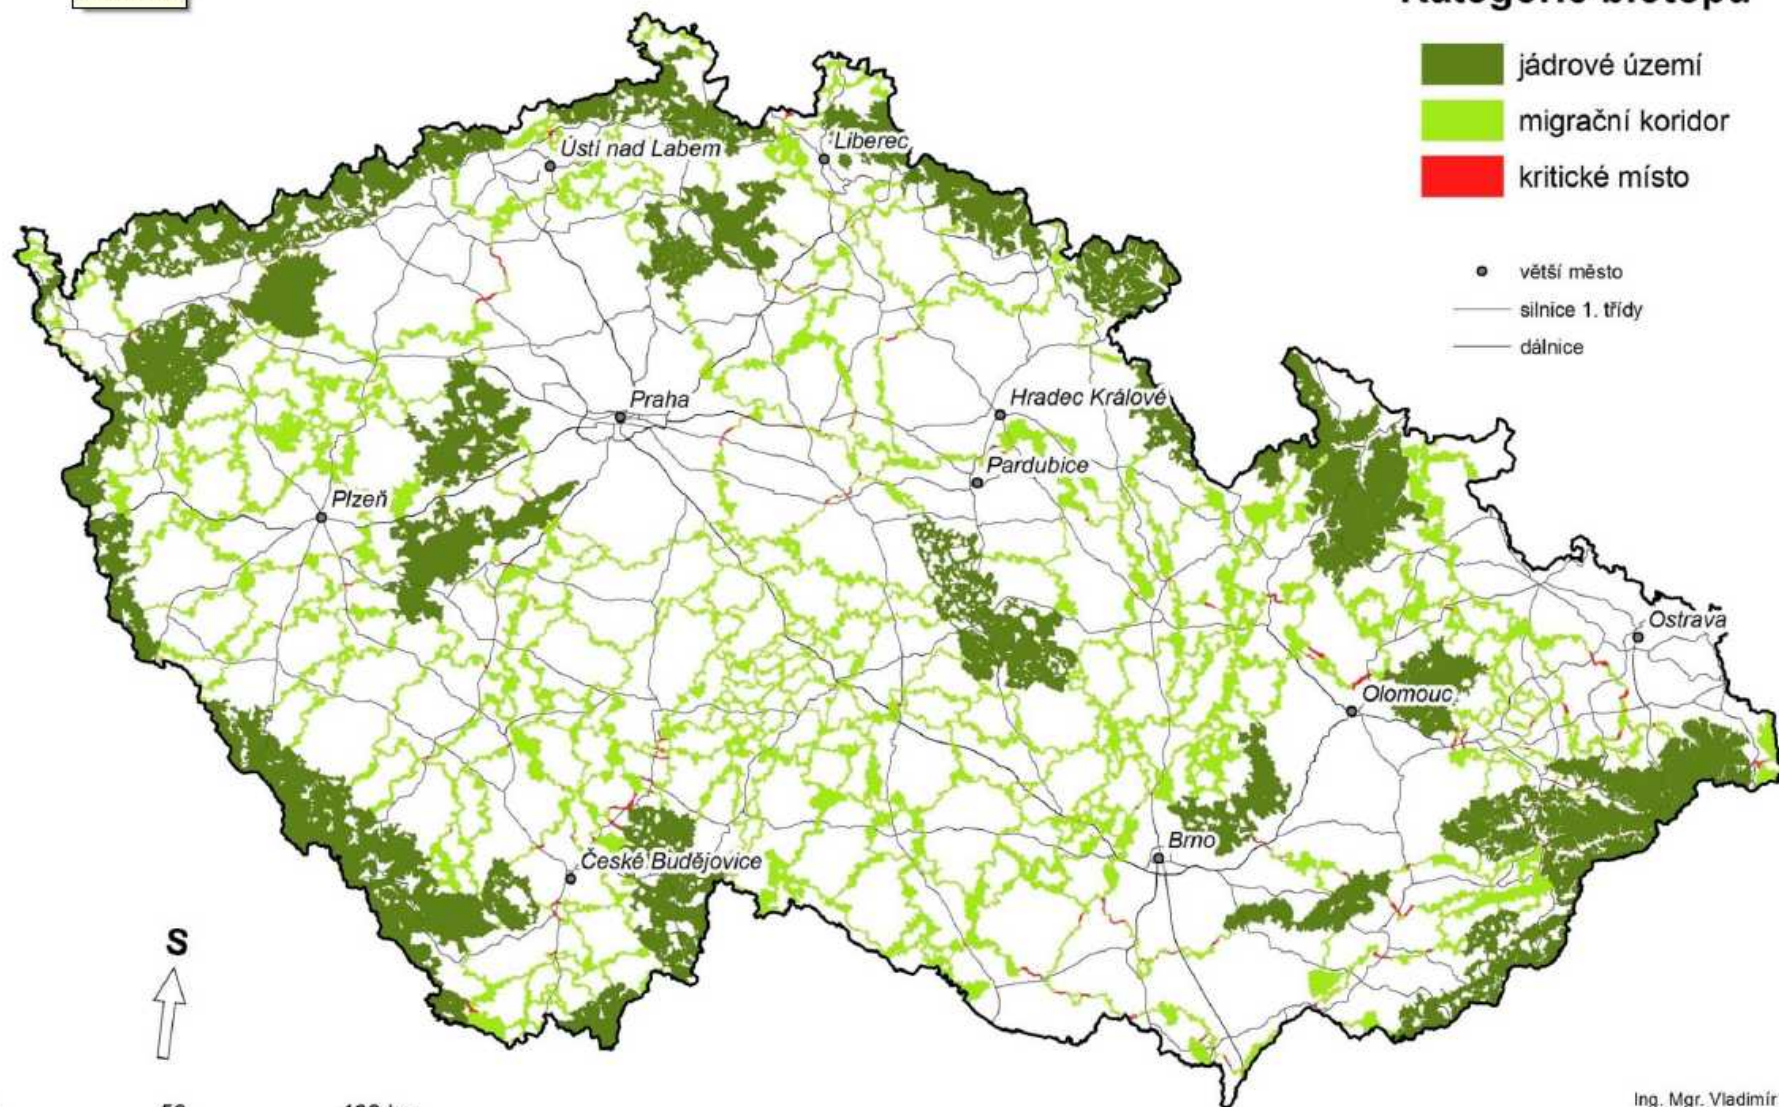 jádrové území
migrační koridor
kritické místo
větší město
silnice 1. třídy
dálnice
Ústí nad Labem
Liberec
Praha
Hradec Králové
Pardubice
Plzeň
Ostrava
Olomouc
Brno
České Budějovice
S
Ing. Mgr. Vladimír